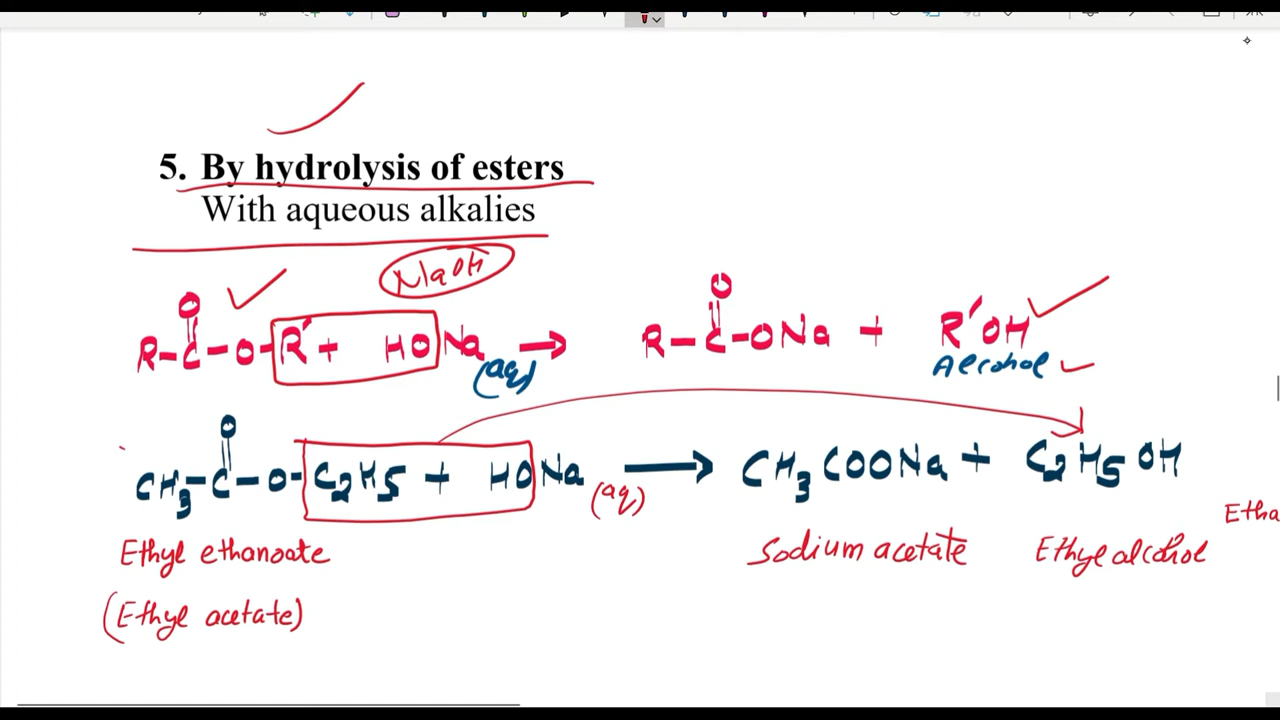 5. By hydrolysis of esters
With aqueous alkalies
NaOH
O O
R-C-O-R' + HONa (aq) → R-C-ONa + R'OH
Alcohol
O
CH3-C-O-C2H5 + HONa (aq) → CH3COONa + C2H5OH
Etha
Ethyl ethanoate Sodium acetate Ethyl alcohol
(Ethyl acetate)